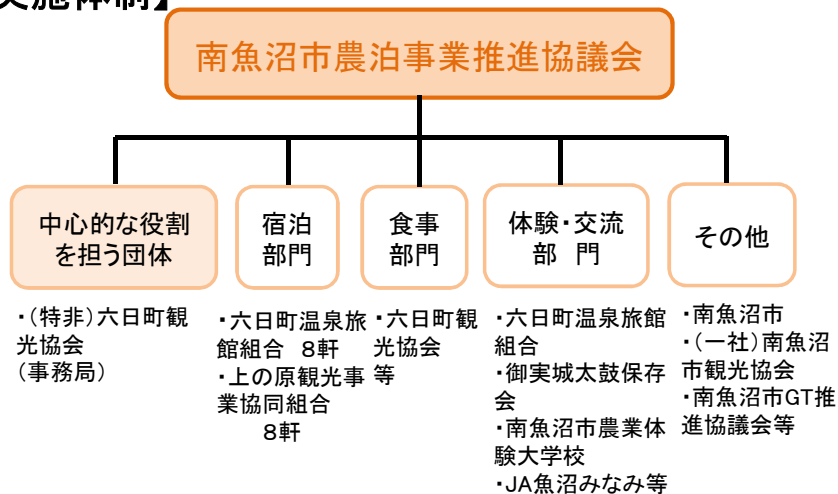 実施体制】
南魚沼市農泊事業推進協議会
中心的な役割
を担う団体
・(特非)六日町観
光協会
(事務局)
宿泊
部門
・六日町温泉旅
館組合 8軒
・上の原観光事
業協同組合
8軒
食事
部門
・六日町観
光協会
等
体験・交流
部 門
・六日町温泉旅館
組合
・御実城太鼓保存
会
・南魚沼市農業体
験大学校
・JA魚沼みなみ等
その他
・南魚沼市
・(一社)南魚沼
市観光協会
・南魚沼市GT推
進協議会等